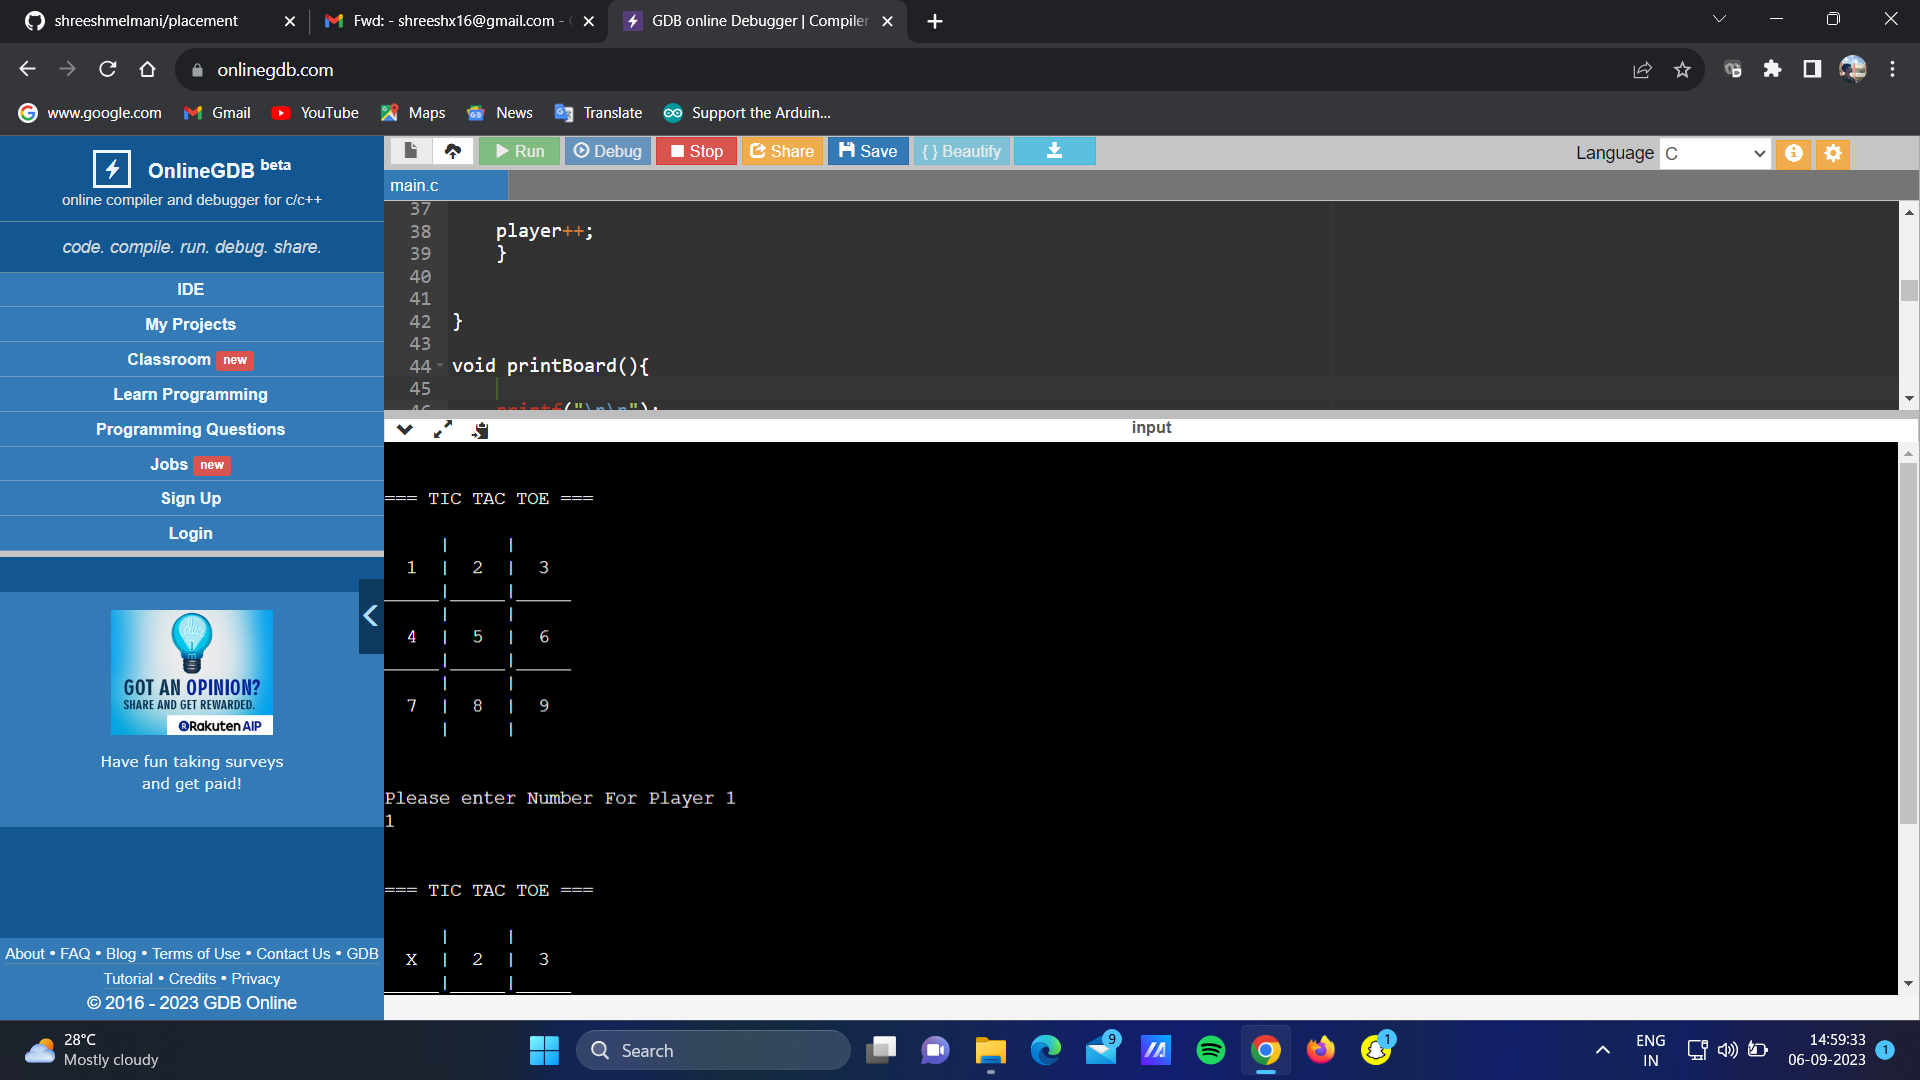 shreeshmelmani/placement
Fwd: - shreeshx16@gmail.com -
GDB online Debugger | Compiler
onlinegdb.com
www.google.com
Gmail
YouTube
Maps
News
Translate
Support the Arduin...
OnlineGDB beta
online compiler and debugger for c/c++
code. compile. run. debug. share.
IDE
My Projects
Classroom new
Learn Programming
Programming Questions
Jobs new
Sign Up
Login
idea
GOT AN OPINION?
SHARE AND GET REWARDED.
Rakuten AIP
Have fun taking surveys
and get paid!
About • FAQ • Blog • Terms of Use • Contact Us • GDB
Tutorial • Credits • Privacy
© 2016 - 2023 GDB Online
Run Debug Stop Share Save { } Beautify
Language C
main.c
37
38 player++;
39 }
40
41
42 }
43
44 void printBoard(){
45
46 printf("\n\n");
input
=== TIC TAC TOE ===
| |
1 | 2 | 3
_____|_____|_____
| |
4 | 5 | 6
_____|_____|_____
| |
7 | 8 | 9
| |
Please enter Number For Player 1
1
=== TIC TAC TOE ===
| |
X | 2 | 3
_____|_____|_____
28°C
Mostly cloudy
Search
9
1
ENG
IN
14:59:33
06-09-2023
1